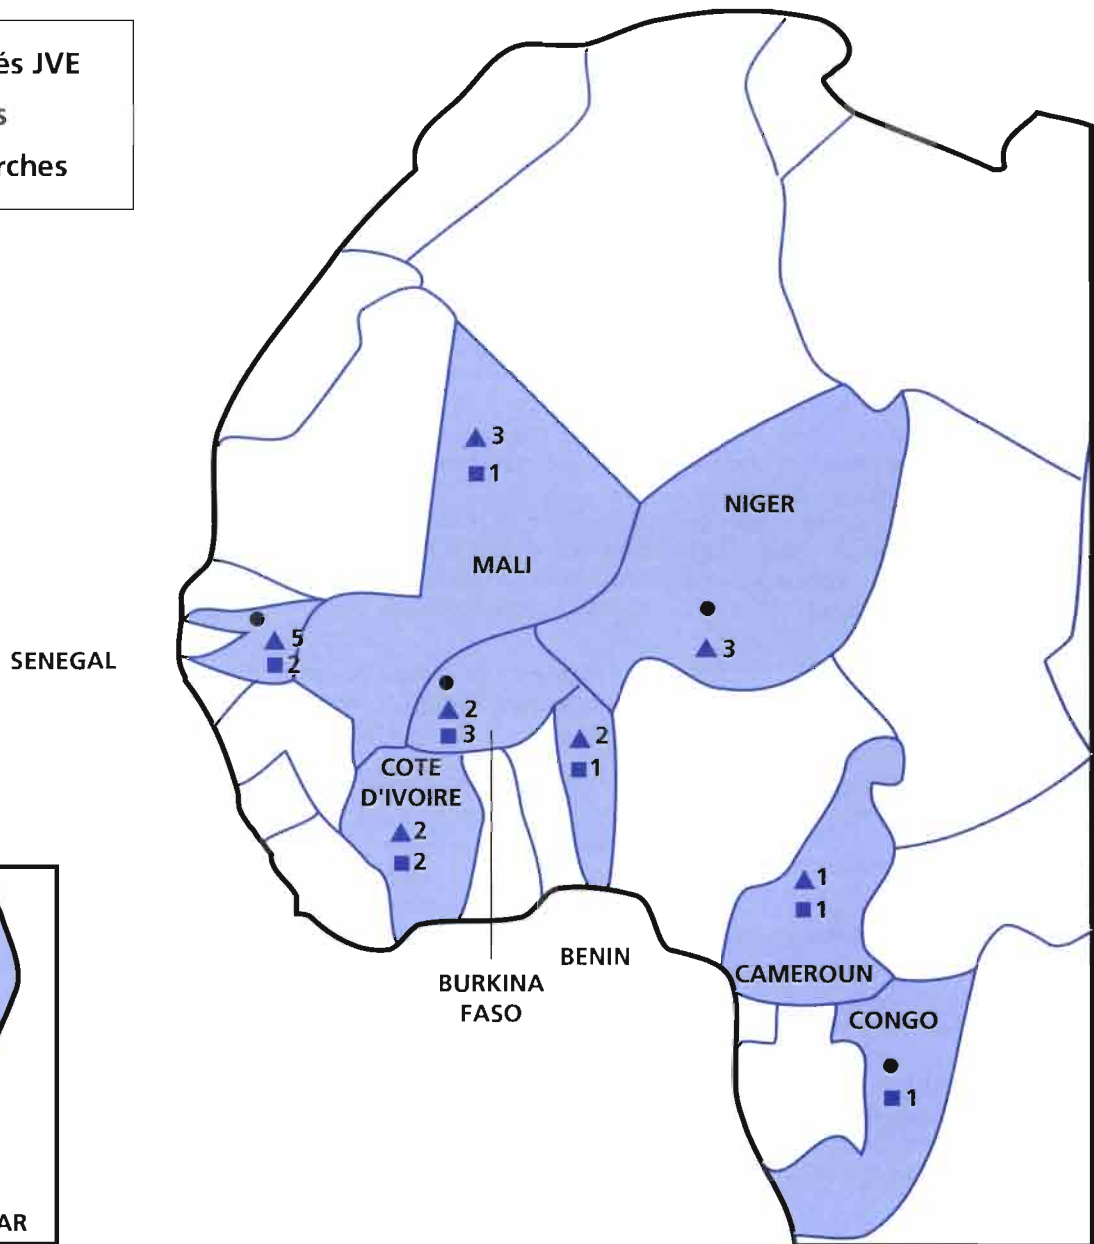 és JVE
s
rches
3
1
NIGER
MALI
5
SENEGAL
2
3
2
3
2
1
COTE
D'IVOIRE
2
2
1
1
BENIN
CAMEROUN
BURKINA
FASO
CONGO
1
AR